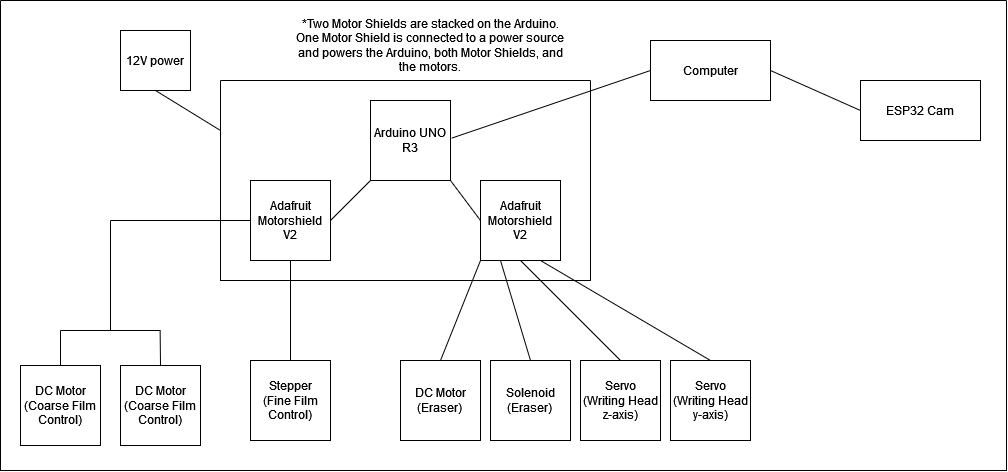 *Two Motor Shields are stacked on the Arduino.
One Motor Shield is connected to a power source
and powers the Arduino, both Motor Shields, and
the motors.
12V power
Computer
ESP32 Cam
Arduino UNO
R3
Adafruit
Motorshield
V2
Adafruit
Motorshield
V2
DC Motor
(Coarse Film
Control)
DC Motor
(Coarse Film
Control)
Stepper
(Fine Film
Control)
DC Motor
(Eraser)
Solenoid
(Eraser)
Servo
(Writing Head
z-axis)
Servo
(Writing Head
y-axis)